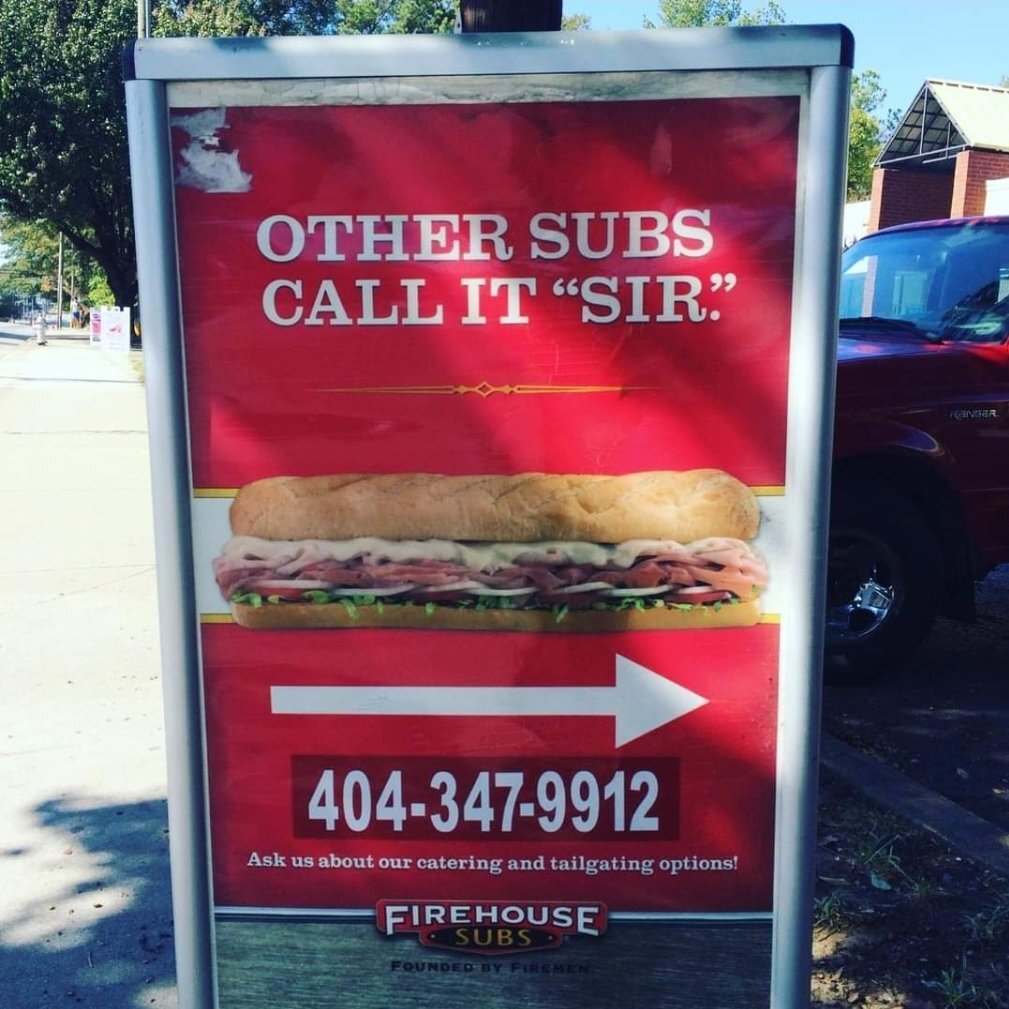 OTHER SUBS
CALL IT “SIR.”
RANGER
404-347-9912
Ask us about our catering and tailgating options!
FIREHOUSE
SUBS
FOUNDED BY FIREMEN